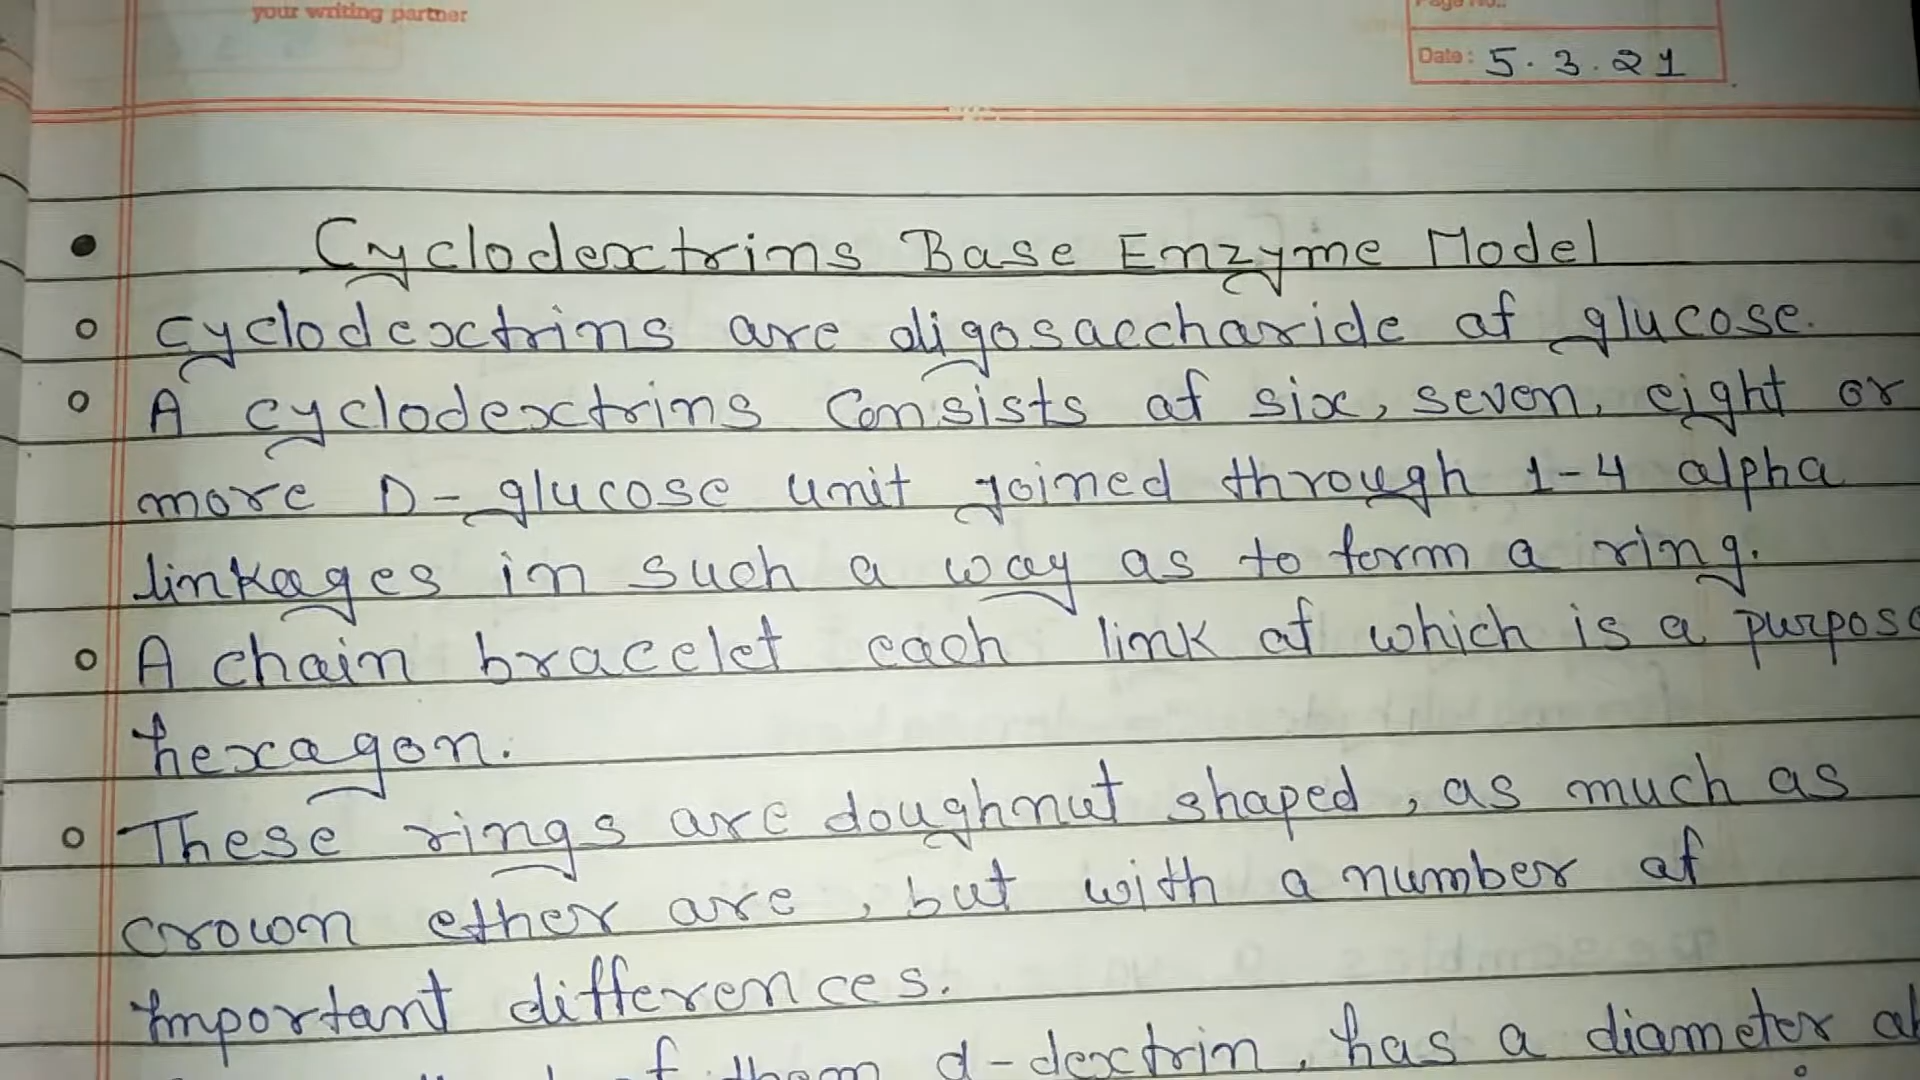 your writing partner
Page No.:
Date: 5.3.21
Cyclodextrins Base Enzyme Model
cyclodextrins are oligosaccharide of glucose.
A cyclodextrins consists of six, seven, eight or
more D-glucose unit joined through 1-4 alpha
linkages in such a way as to form a ring.
A chain bracelet each link of which is a purpose
hexagon.
These rings are doughnut shaped, as much as
crown ether are, but with a number of
important differences.
of them d-dextrin, has a diameter